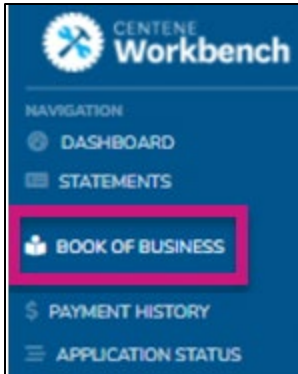 CENTENE
Workbench
NAVIGATION
DASHBOARD
STATEMENTS
BOOK OF BUSINESS
$ PAYMENT HISTORY
APPLICATION STATUS